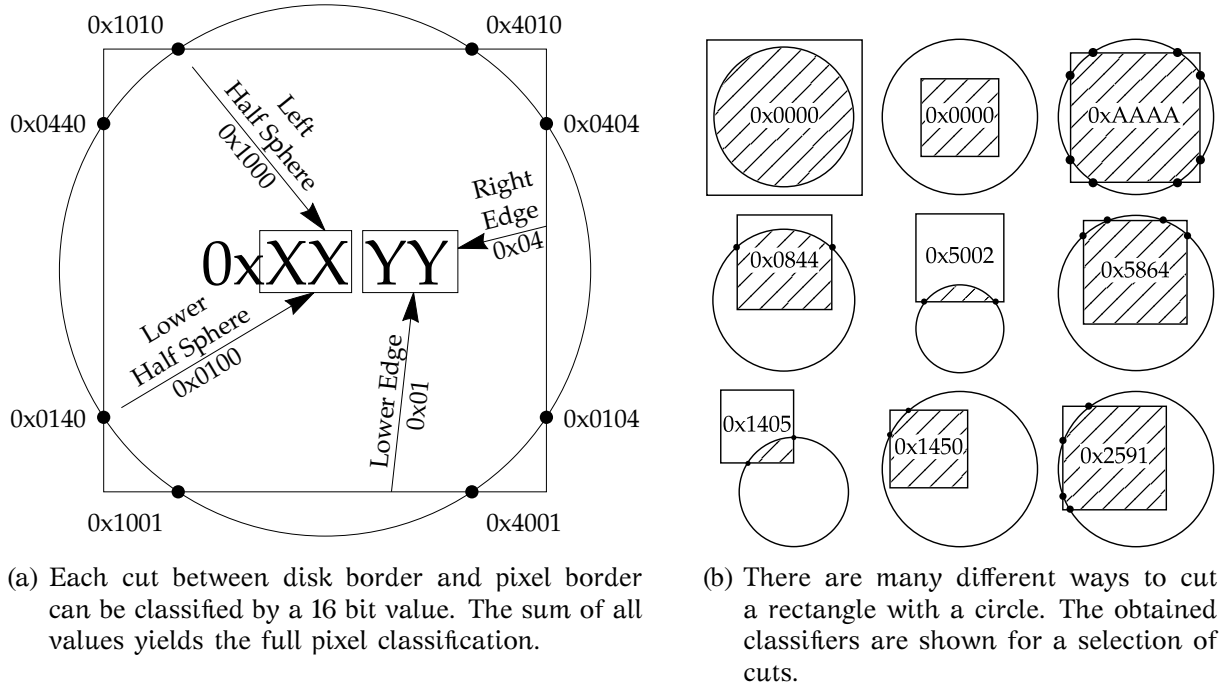 0x1010
0x4010
0x0440
0x0404
Left
Half Sphere
0x1000
Right
Edge
0x04
0xXX YY
Lower
Half Sphere
0x0100
Lower Edge
0x01
0x0140
0x0104
0x1001
0x4001
(a) Each cut between disk border and pixel border
can be classified by a 16 bit value. The sum of all
values yields the full pixel classification.
0x0000
0x0000
0xAAAA
0x0844
0x5002
0x5864
0x1405
0x1450
0x2591
(b) There are many different ways to cut
a rectangle with a circle. The obtained
classifiers are shown for a selection of
cuts.